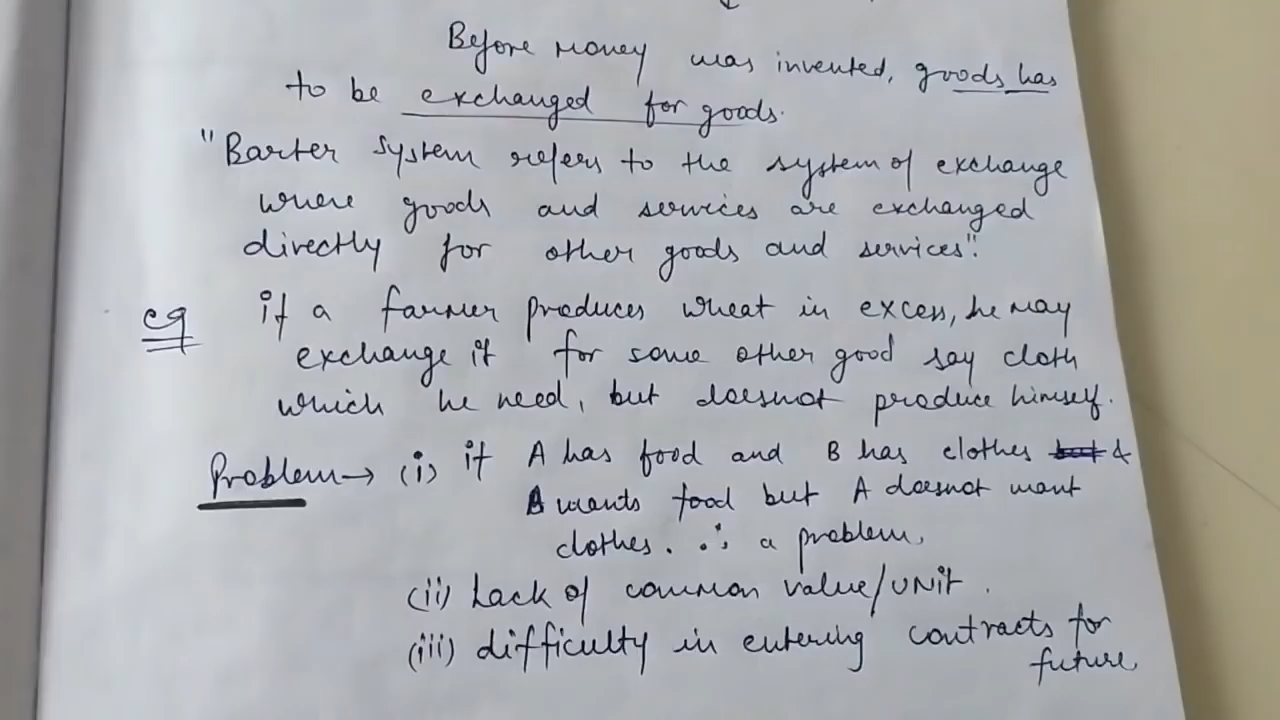 Before money was invented, goods has
to be exchanged for goods.
"Barter system refers to the system of exchange
where goods and services are exchanged
directly for other goods and services".
eg if a farmer produces wheat in excess, he may
exchange it for some other good say cloth
which he need, but doesnot produce himself.
Problem → (i) if A has food and B has clothes but &
B wants food but A doesnot want
clothes. ∴ a problem.
(ii) Lack of common value/UNit.
(iii) difficulty in entering contracts for
future